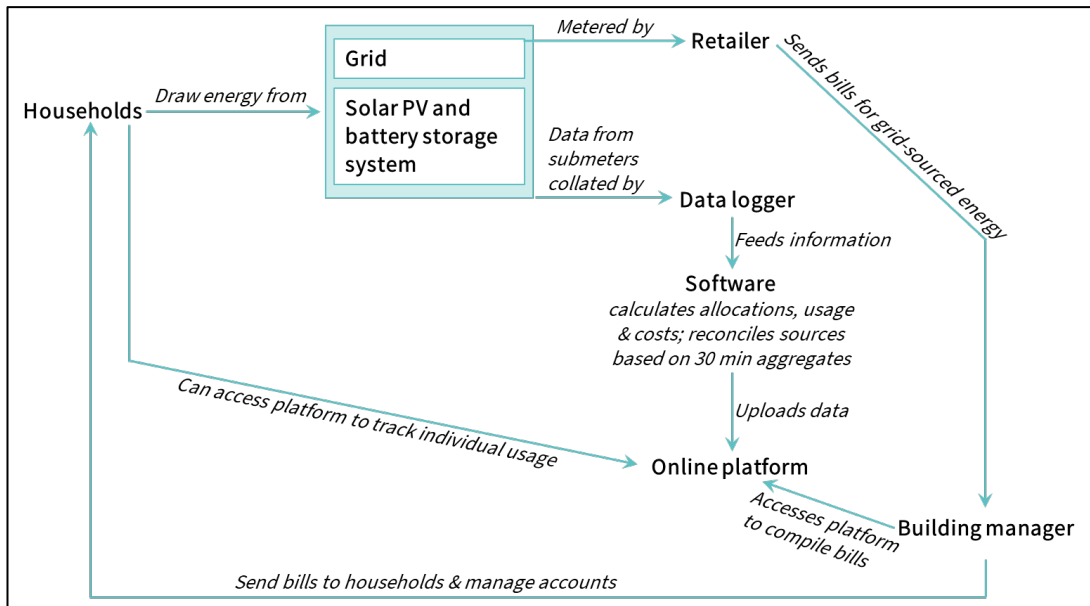 Metered by
Retailer
Grid
Sends bills for grid-sourced energy
Households
Draw energy from
Solar PV and
battery storage
system
Data from
submeters
collated by
Data logger
Feeds information
Software
calculates allocations, usage
& costs; reconciles sources
based on 30 min aggregates
Can access platform to track individual usage
Uploads data
Online platform
Accesses platform
to compile bills
Building manager
Send bills to households & manage accounts